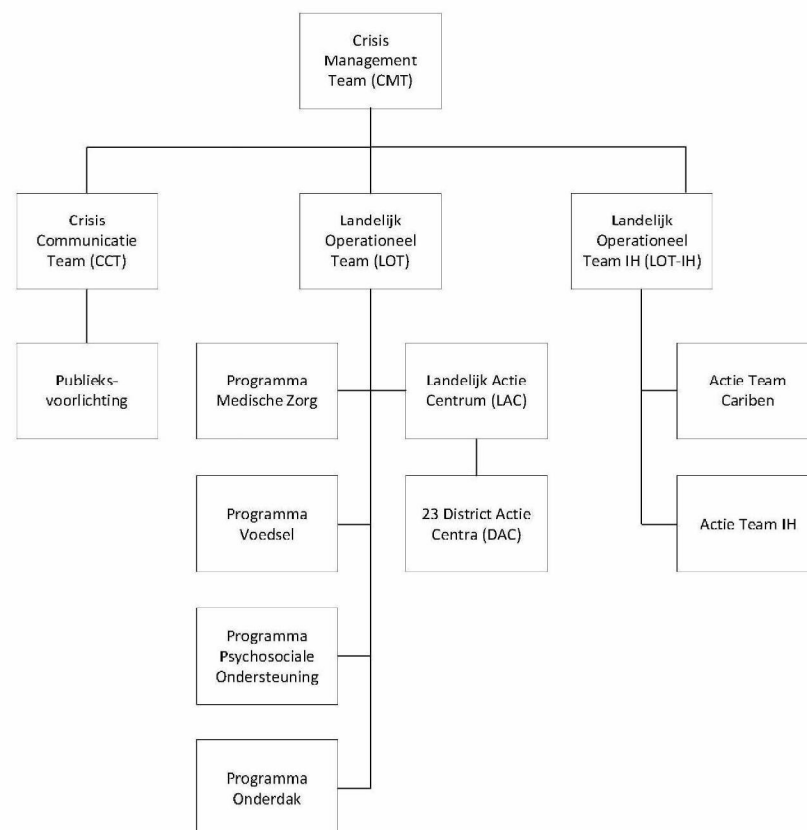 Crisis
Management
Team (CMT)
Crisis
Communicatie
Team (CCT)
Landelijk
Operationeel
Team (LOT)
Landelijk
Operationeel
Team IH (LOT-IH)
Publieks-
voorlichting
Programma
Medische Zorg
Landelijk Actie
Centrum (LAC)
Actie Team
Cariben
Programma
Voedsel
23 District Actie
Centra (DAC)
Actie Team IH
Programma
Psychosociale
Ondersteuning
Programma
Onderdak